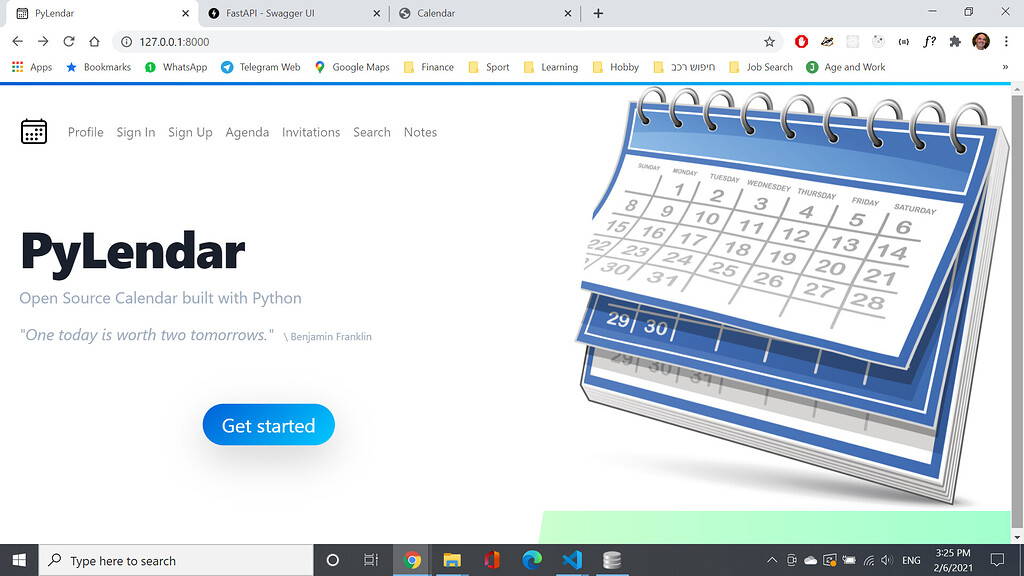 PyLendar
FastAPI - Swagger UI
Calendar
127.0.0.1:8000
Apps
Bookmarks
WhatsApp
Telegram Web
Google Maps
Finance
Sport
Learning
Hobby
חיפוש רכב
Job Search
Age and Work
»
Profile
Sign In
Sign Up
Agenda
Invitations
Search
Notes
PyLendar
Open Source Calendar built with Python
"One today is worth two tomorrows." \ Benjamin Franklin
Get started
SUNDAY MONDAY TUESDAY WEDNESDEY THURSDAY FRIDAY SATURDAY
1 2 3 4 5 6
8 9 10 11 12 13 14
15 16 17 18 19 20 21
22 23 24 25 26 27 28
30 31
29 30
29 30 31
Type here to search
ENG
3:25 PM
2/6/2021